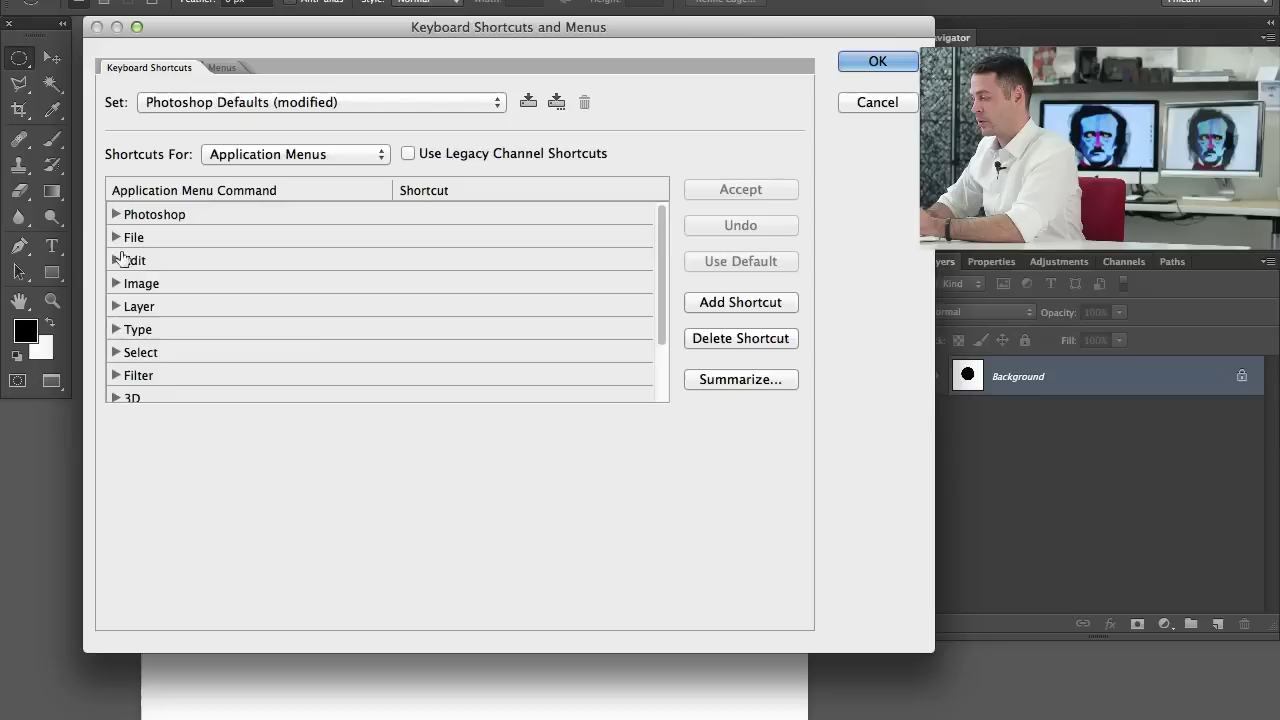 Keyboard Shortcuts and Menus
Keyboard Shortcuts
Menus
OK
Set:
Photoshop Defaults (modified)
Cancel
Shortcuts For:
Application Menus
Use Legacy Channel Shortcuts
Application Menu Command
Shortcut
Photoshop
File
dit
Image
Layer
Type
Select
Filter
3D
Accept
Undo
Use Default
Add Shortcut
Delete Shortcut
Summarize...
avigator
yers
Properties
Adjustments
Channels
Paths
Kind
ormal
Opacity:
100%
Fill:
100%
Background
T
T
fx